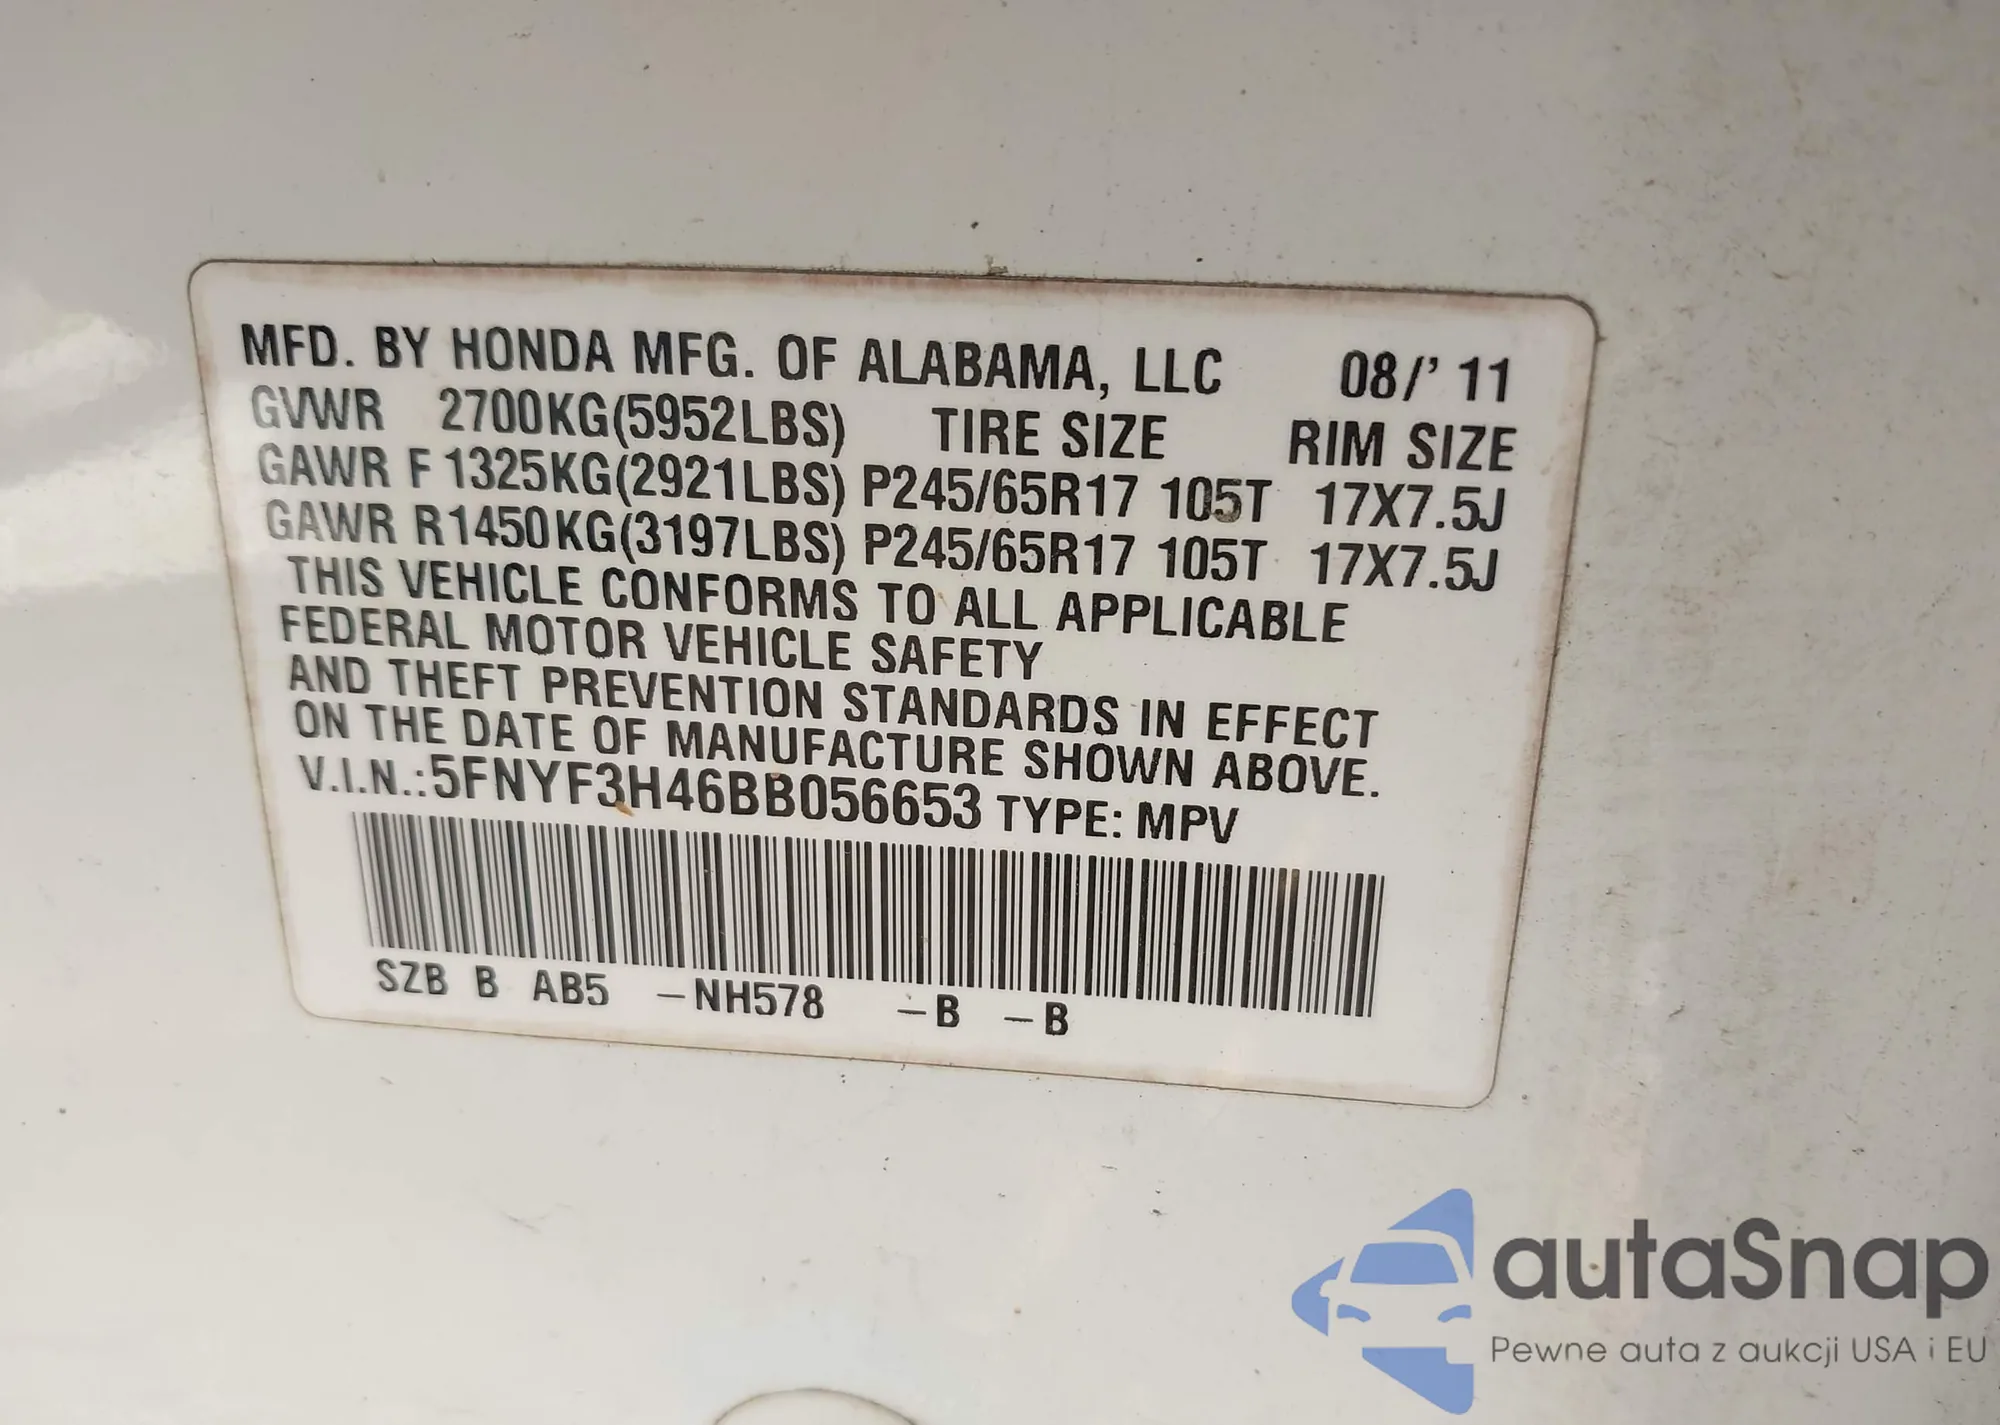 MFD. BY HONDA MFG. OF ALABAMA, LLC 08/' 11
GVWR 2700KG(5952LBS) TIRE SIZE RIM SIZE
GAWR F 1325KG(2921LBS) P245/65R17 105T 17X7.5J
GAWR R1450KG(3197LBS) P245/65R17 105T 17X7.5J
THIS VEHICLE CONFORMS TO ALL APPLICABLE
FEDERAL MOTOR VEHICLE SAFETY
AND THEFT PREVENTION STANDARDS IN EFFECT
ON THE DATE OF MANUFACTURE SHOWN ABOVE.
V.I.N.:5FNYF3H46BB056653 TYPE: MPV
SZB B AB5 -NH578 -B -B
autaSnap
Pewne auta z aukcji USA i EU